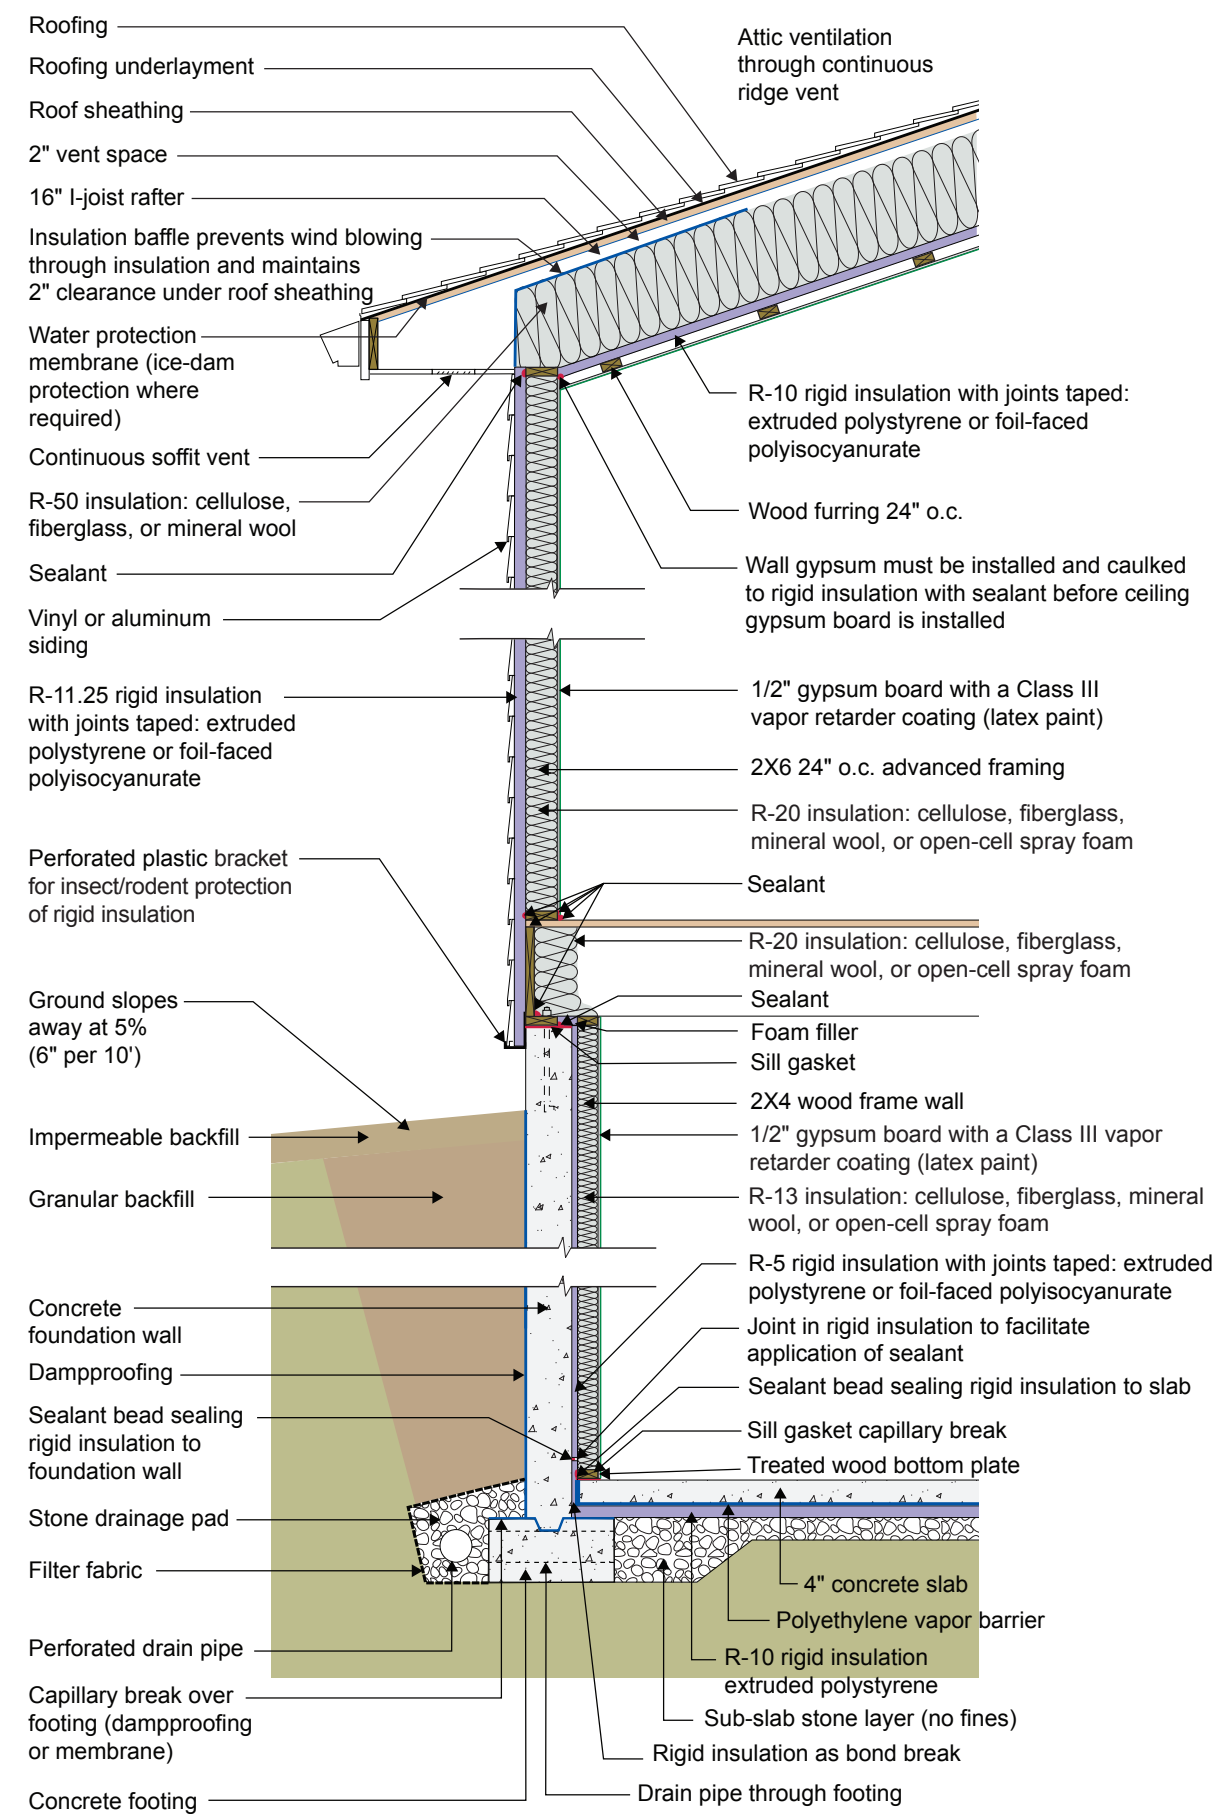 Roofing
Roofing underlayment
Roof sheathing
2" vent space
16" I-joist rafter
Insulation baffle prevents wind blowing
through insulation and maintains
2" clearance under roof sheathing
Water protection
membrane (ice-dam
protection where
required)
Continuous soffit vent
R-50 insulation: cellulose,
fiberglass, or mineral wool
Sealant
Vinyl or aluminum
siding
R-11.25 rigid insulation
with joints taped: extruded
polystyrene or foil-faced
polyisocyanurate
Perforated plastic bracket
for insect/rodent protection
of rigid insulation
Ground slopes
away at 5%
(6" per 10')
Impermeable backfill
Granular backfill
Concrete
foundation wall
Dampproofing
Sealant bead sealing
rigid insulation to
foundation wall
Stone drainage pad
Filter fabric
Perforated drain pipe
Capillary break over
footing (dampproofing
or membrane)
Concrete footing
Attic ventilation
through continuous
ridge vent
R-10 rigid insulation with joints taped:
extruded polystyrene or foil-faced
polyisocyanurate
Wood furring 24" o.c.
Wall gypsum must be installed and caulked
to rigid insulation with sealant before ceiling
gypsum board is installed
1/2" gypsum board with a Class III
vapor retarder coating (latex paint)
2X6 24" o.c. advanced framing
R-20 insulation: cellulose, fiberglass,
mineral wool, or open-cell spray foam
Sealant
R-20 insulation: cellulose, fiberglass,
mineral wool, or open-cell spray foam
Sealant
Foam filler
Sill gasket
2X4 wood frame wall
1/2" gypsum board with a Class III vapor
retarder coating (latex paint)
R-13 insulation: cellulose, fiberglass, mineral
wool, or open-cell spray foam
R-5 rigid insulation with joints taped: extruded
polystyrene or foil-faced polyisocyanurate
Joint in rigid insulation to facilitate
application of sealant
Sealant bead sealing rigid insulation to slab
Sill gasket capillary break
Treated wood bottom plate
4" concrete slab
Polyethylene vapor barrier
R-10 rigid insulation
extruded polystyrene
Sub-slab stone layer (no fines)
Rigid insulation as bond break
Drain pipe through footing